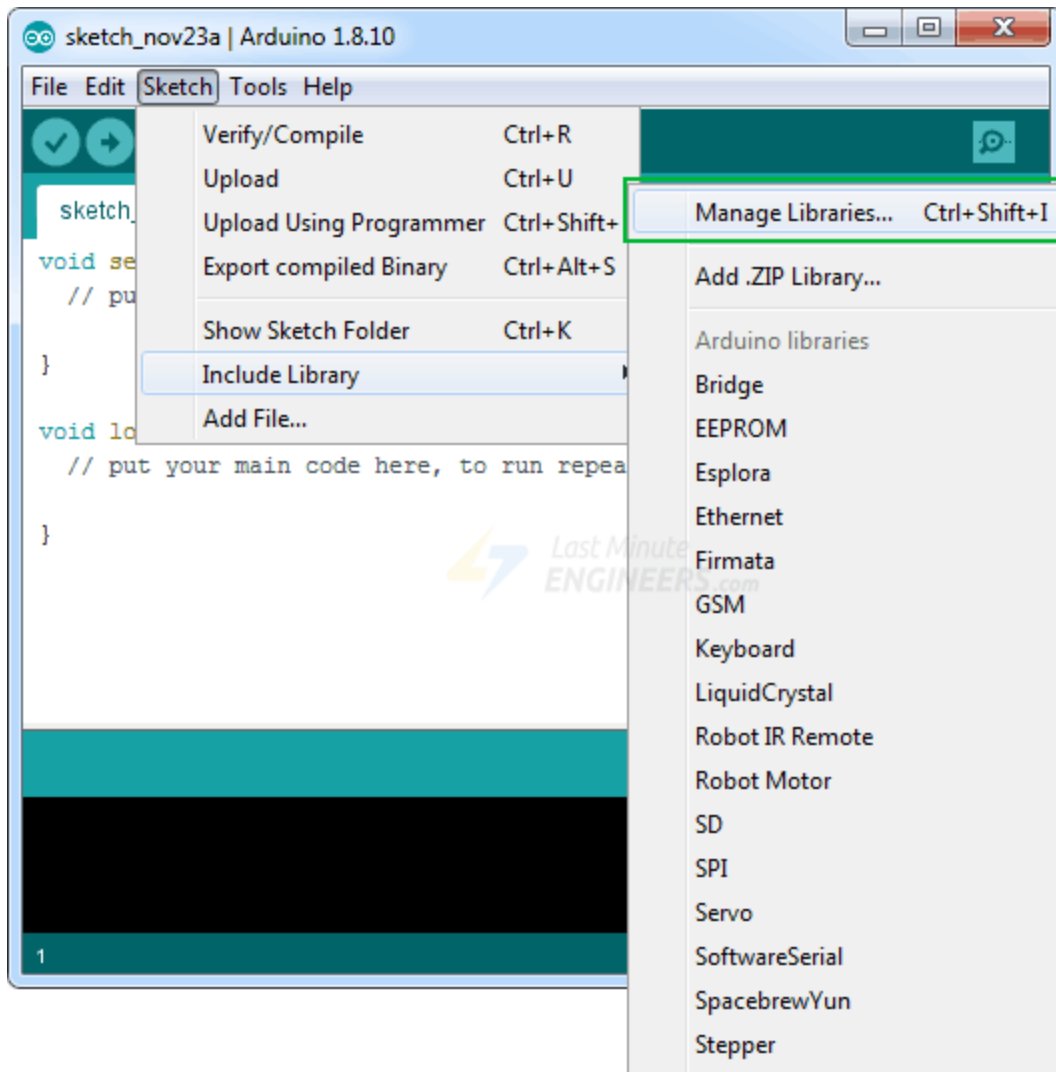 sketch_nov23a | Arduino 1.8.10
File Edit Sketch Tools Help
Verify/Compile Ctrl+R
Upload Ctrl+U
Upload Using Programmer Ctrl+Shift+
Export compiled Binary Ctrl+Alt+S
Show Sketch Folder Ctrl+K
Include Library
Add File...
Manage Libraries... Ctrl+Shift+I
Add .ZIP Library...
Arduino libraries
Bridge
EEPROM
Esplora
Ethernet
Firmata
GSM
Keyboard
LiquidCrystal
Robot IR Remote
Robot Motor
SD
SPI
Servo
SoftwareSerial
SpacebrewYun
Stepper
sketch_
void se
// pu
}
void lo
// put your main code here, to run repea
}
Last Minute
ENGINEERS.com
1